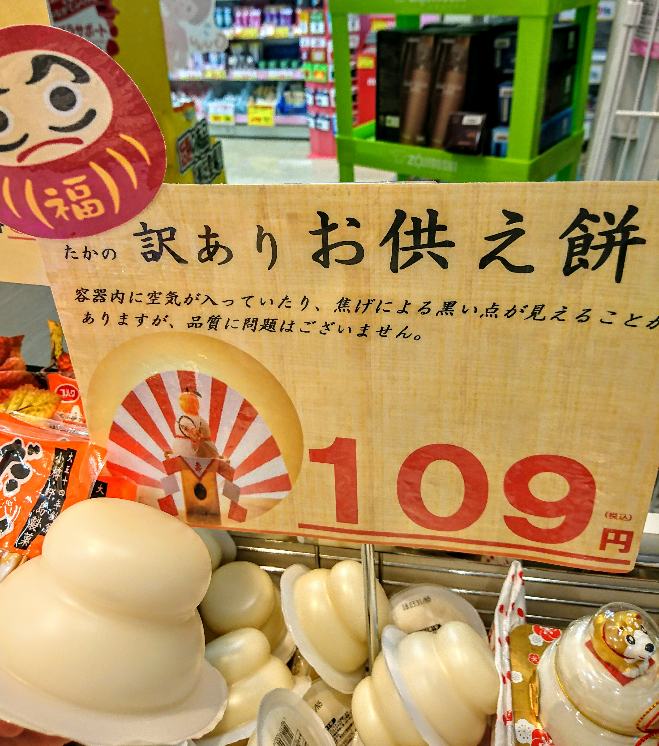 福
たかの 訳あり お供え餅
容器内に空気が入っていたり、焦げによる黒い点が見えることが
ありますが、品質に問題はございません。
109
(税込)
円